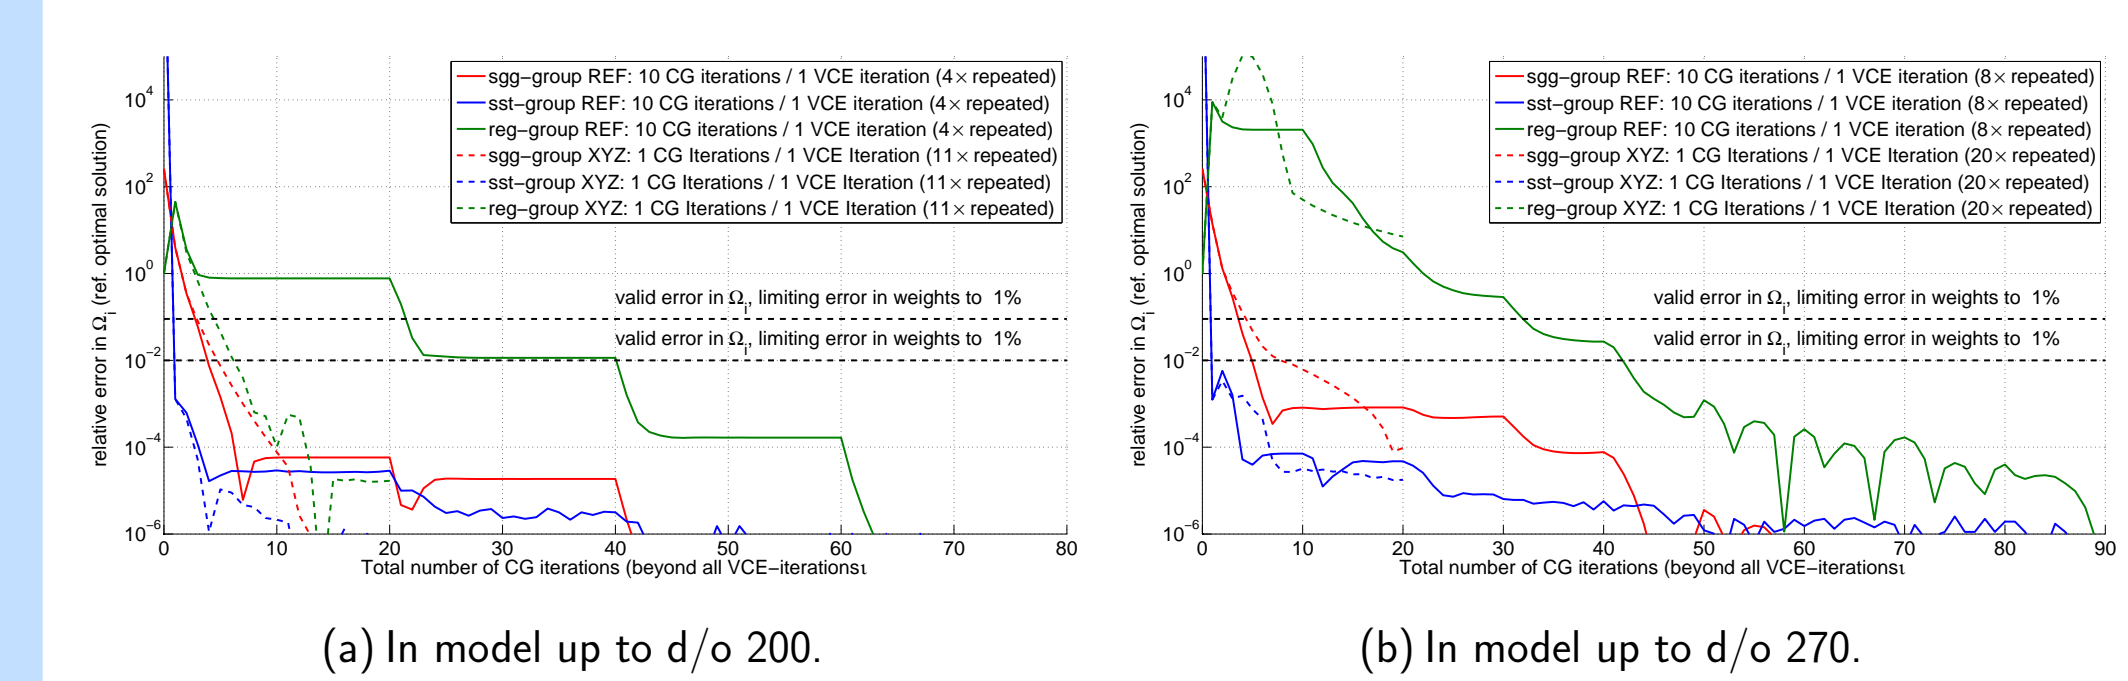 relative error in Ωi (ref. optimal solution)
10^4
10^2
10^0
10^−2
10^−4
10^−6
sgg−group REF: 10 CG iterations / 1 VCE iteration (4× repeated)
sst−group REF: 10 CG iterations / 1 VCE iteration (4× repeated)
reg−group REF: 10 CG iterations / 1 VCE iteration (4× repeated)
sgg−group XYZ: 1 CG Iterations / 1 VCE Iteration (11× repeated)
sst−group XYZ: 1 CG Iterations / 1 VCE Iteration (11× repeated)
reg−group XYZ: 1 CG Iterations / 1 VCE Iteration (11× repeated)
valid error in Ωi, limiting error in weights to 1%
valid error in Ωi, limiting error in weights to 1%
0 10 20 30 40 50 60 70 80
Total number of CG iterations (beyond all VCE−iterationsι
(a) In model up to d/o 200.
relative error in Ωi (ref. optimal solution)
10^4
10^2
10^0
10^−2
10^−4
10^−6
sgg−group REF: 10 CG iterations / 1 VCE iteration (8× repeated)
sst−group REF: 10 CG iterations / 1 VCE iteration (8× repeated)
reg−group REF: 10 CG iterations / 1 VCE iteration (8× repeated)
sgg−group XYZ: 1 CG Iterations / 1 VCE Iteration (20× repeated)
sst−group XYZ: 1 CG Iterations / 1 VCE Iteration (20× repeated)
reg−group XYZ: 1 CG Iterations / 1 VCE Iteration (20× repeated)
valid error in Ωi, limiting error in weights to 1%
valid error in Ωi, limiting error in weights to 1%
0 10 20 30 40 50 60 70 80 90
Total number of CG iterations (beyond all VCE−iterationsι
(b) In model up to d/o 270.